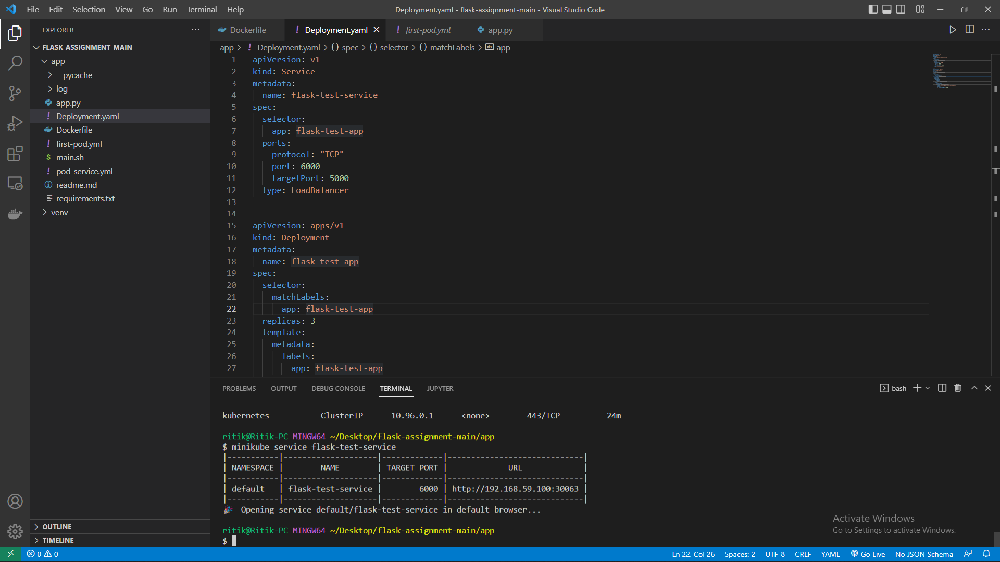 File Edit Selection View Go Run Terminal Help
Deployment.yaml - flask-assignment-main - Visual Studio Code
EXPLORER
FLASK-ASSIGNMENT-MAIN
app
__pycache__
log
app.py
Deployment.yaml
Dockerfile
first-pod.yml
main.sh
pod-service.yml
readme.md
requirements.txt
venv
OUTLINE
TIMELINE
Dockerfile
! Deployment.yaml
! first-pod.yml
app.py
app > ! Deployment.yaml > {} spec > {} selector > {} matchLabels > app
1 apiVersion: v1
2 kind: Service
3 metadata:
4 name: flask-test-service
5 spec:
6 selector:
7 app: flask-test-app
8 ports:
9 - protocol: "TCP"
10 port: 6000
11 targetPort: 5000
12 type: LoadBalancer
13
14 ---
15 apiVersion: apps/v1
16 kind: Deployment
17 metadata:
18 name: flask-test-app
19 spec:
20 selector:
21 matchLabels:
22 app: flask-test-app
23 replicas: 3
24 template:
25 metadata:
26 labels:
27 app: flask-test-app
PROBLEMS OUTPUT DEBUG CONSOLE TERMINAL JUPYTER
bash
kubernetes ClusterIP 10.96.0.1 <none> 443/TCP 24m
ritik@Ritik-PC MINGW64 ~/Desktop/flask-assignment-main/app
$ minikube service flask-test-service
|-----------|--------------------|-------------|-----------------------------|
| NAMESPACE | NAME | TARGET PORT | URL |
|-----------|--------------------|-------------|-----------------------------|
| default | flask-test-service | 6000 | http://192.168.59.100:30063 |
|-----------|--------------------|-------------|-----------------------------|
🎉 Opening service default/flask-test-service in default browser...
ritik@Ritik-PC MINGW64 ~/Desktop/flask-assignment-main/app
$
Activate Windows
Go to Settings to activate Windows.
0 0
Ln 22, Col 26 Spaces: 2 UTF-8 CRLF YAML Go Live No JSON Schema